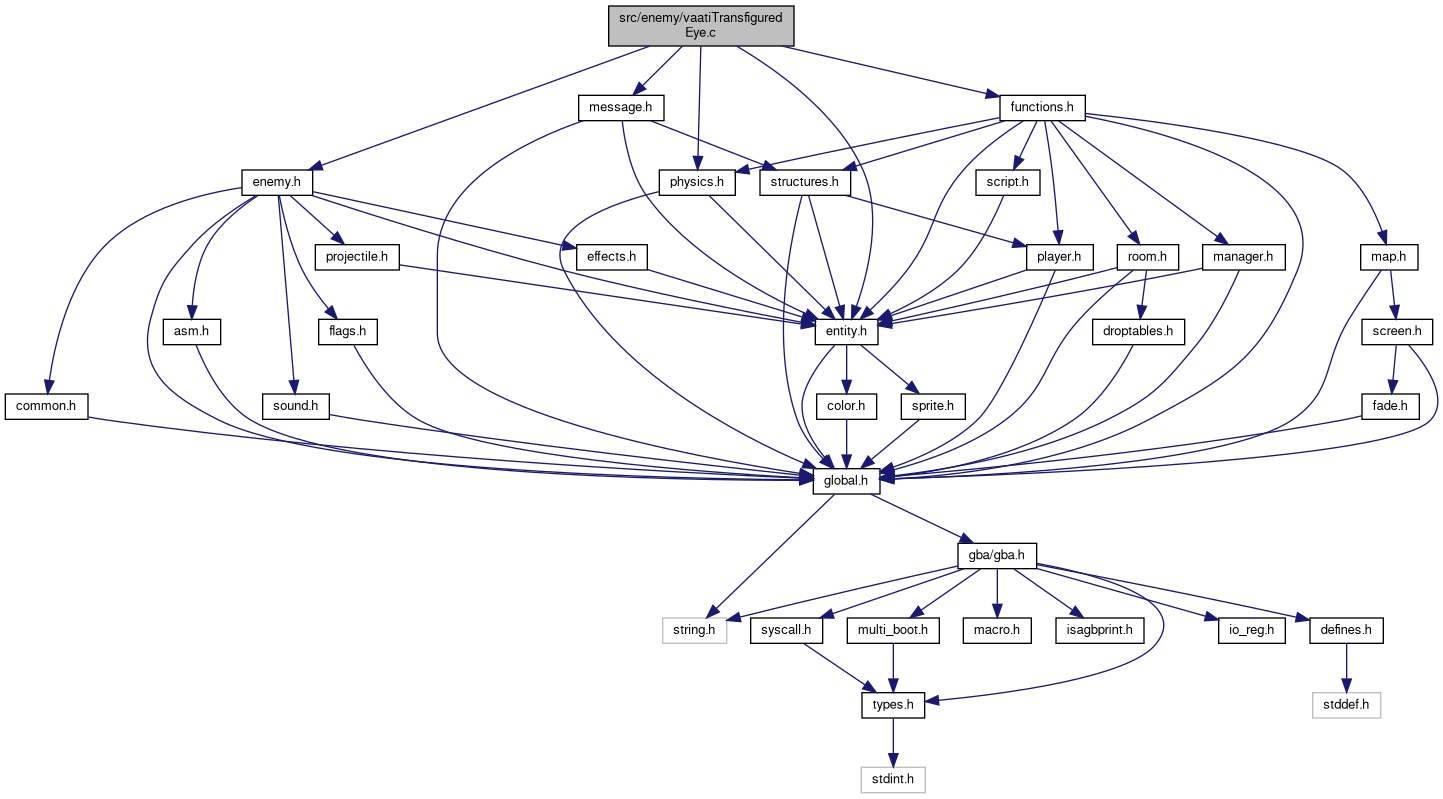 src/enemy/vaatiTransfigured
Eye.c
message.h
functions.h
enemy.h
physics.h
structures.h
script.h
projectile.h
effects.h
player.h
room.h
manager.h
map.h
asm.h
flags.h
entity.h
droptables.h
screen.h
common.h
sound.h
color.h
sprite.h
fade.h
global.h
gba/gba.h
string.h
syscall.h
multi_boot.h
macro.h
isagbprint.h
io_reg.h
defines.h
types.h
stddef.h
stdint.h